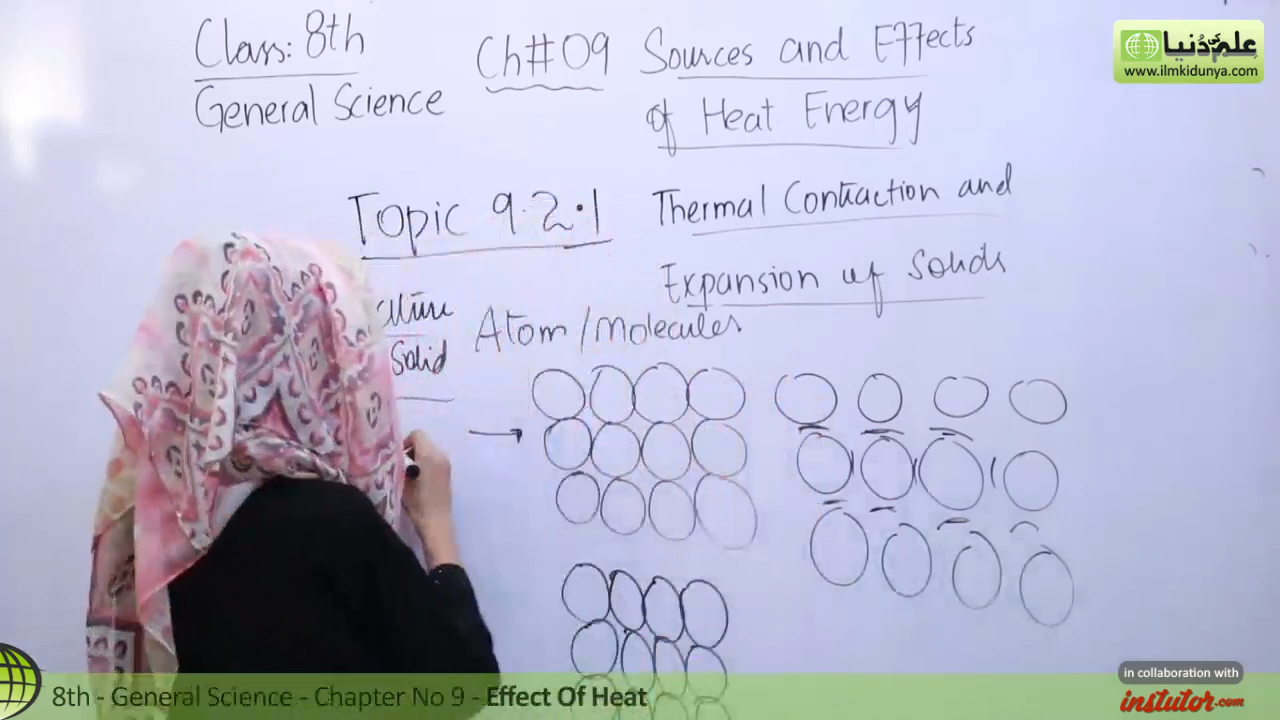 Class: 8th
General Science
Ch#09 Sources and Effects
of Heat Energy
Topic 9.2.1 Thermal Contraction and
Expansion of Solids
Atom/Molecules
Solid
علم کی دنیا
www.ilmkidunya.com
8th - General Science - Chapter No 9 - Effect Of Heat
in collaboration with
instutor.com